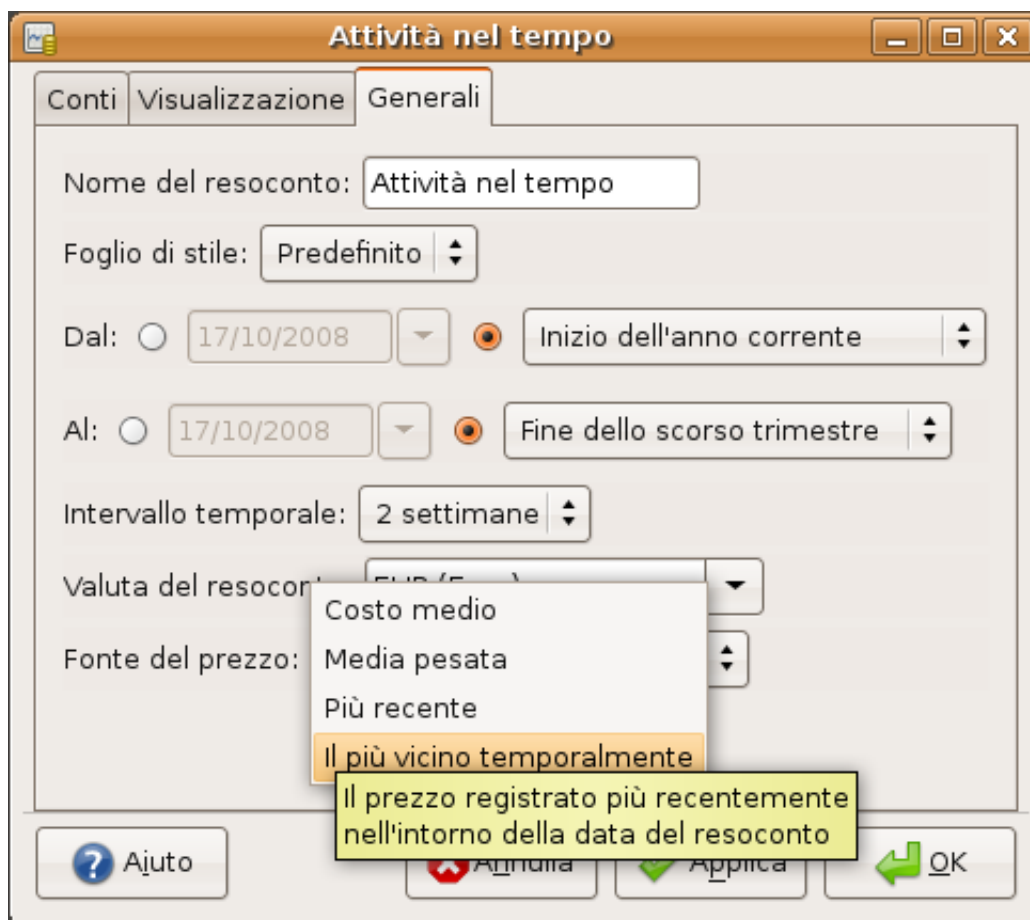 Attività nel tempo
Conti Visualizzazione Generali
Nome del resoconto: Attività nel tempo
Foglio di stile: Predefinito
Dal: 17/10/2008 Inizio dell'anno corrente
Al: 17/10/2008 Fine dello scorso trimestre
Intervallo temporale: 2 settimane
Valuta del
Costo medio
Fonte del prezzo: Media pesata
Più recente
Il più vicino temporalmente
Il prezzo registrato più recentemente
nell'intorno della data del resoconto
Aiuto Annulla Applica OK